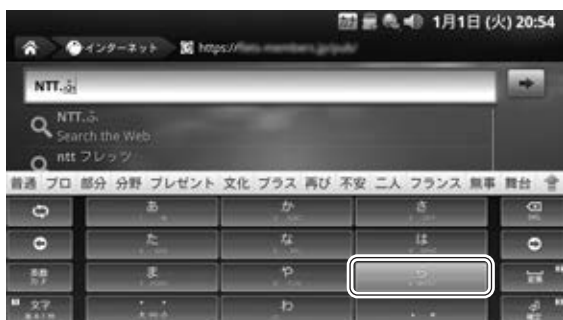 1月1日 (火) 20:54
インターネット https://
NTT.ふ
NTT.ふ
Search the Web
ntt フレッツ
普通 プロ 部分 分野 プレゼント 文化 プラス 再び 不安 二人 フランス 無事 舞台
あ か さ
た な は
ま や ら
文字 わ